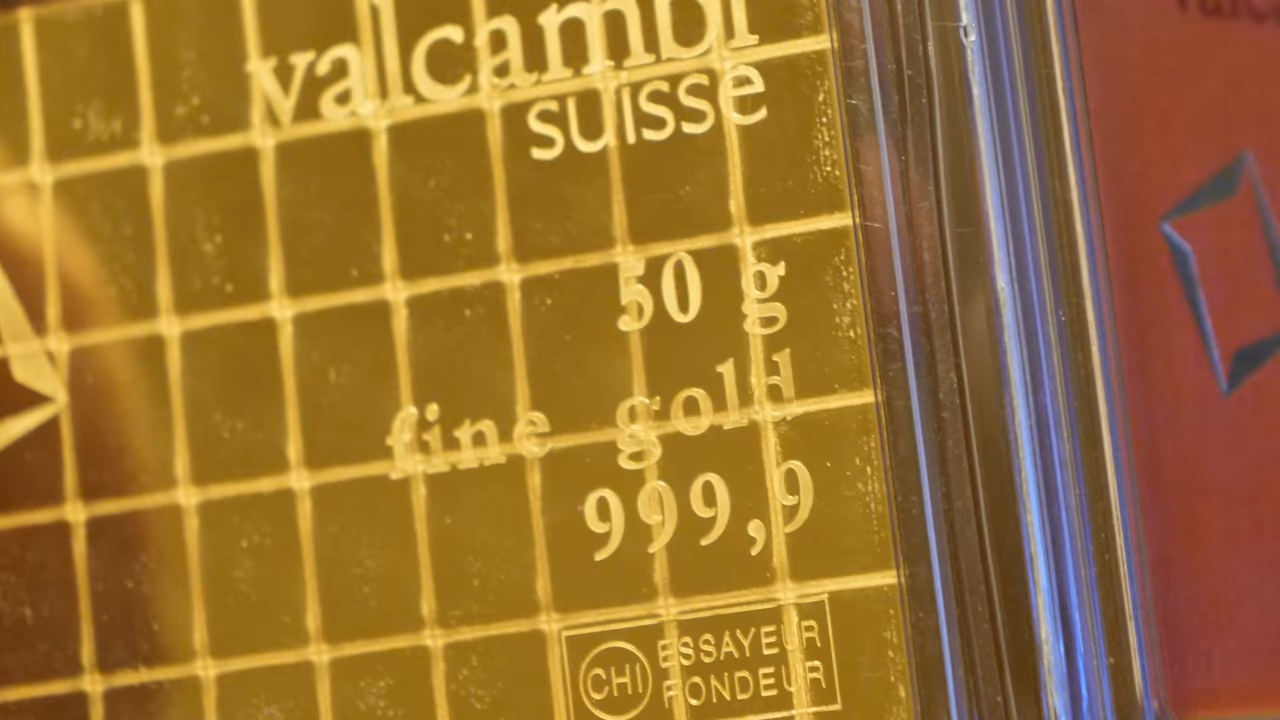 valcambi
suisse
50 g
fine gold
999,9
CHI ESSAYEUR
FONDEUR